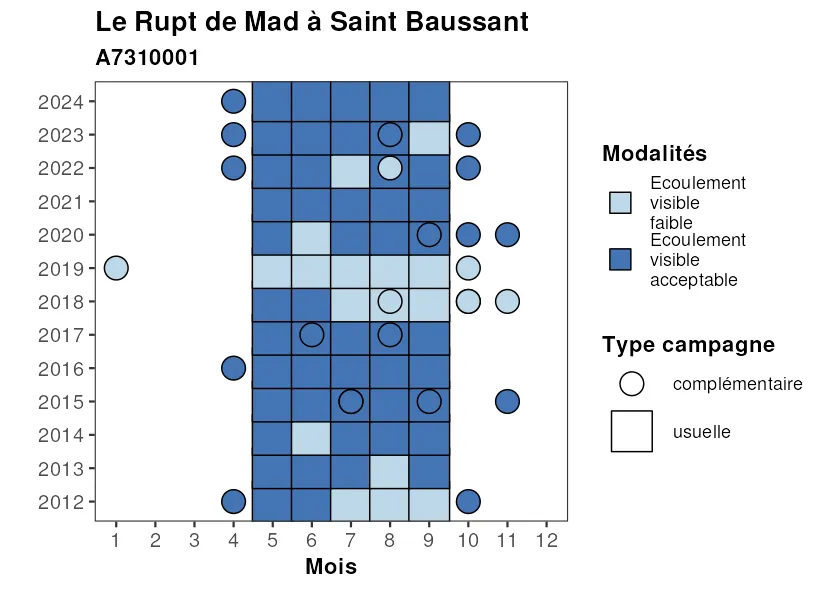 Le Rupt de Mad à Saint Baussant
A7310001
2024
2023
2022
2021
2020
2019
2018
2017
2016
2015
2014
2013
2012
1 2 3 4 5 6 7 8 9 10 11 12
Mois
Modalités
Ecoulement
visible
faible
Ecoulement
visible
acceptable
Type campagne
complémentaire
usuelle